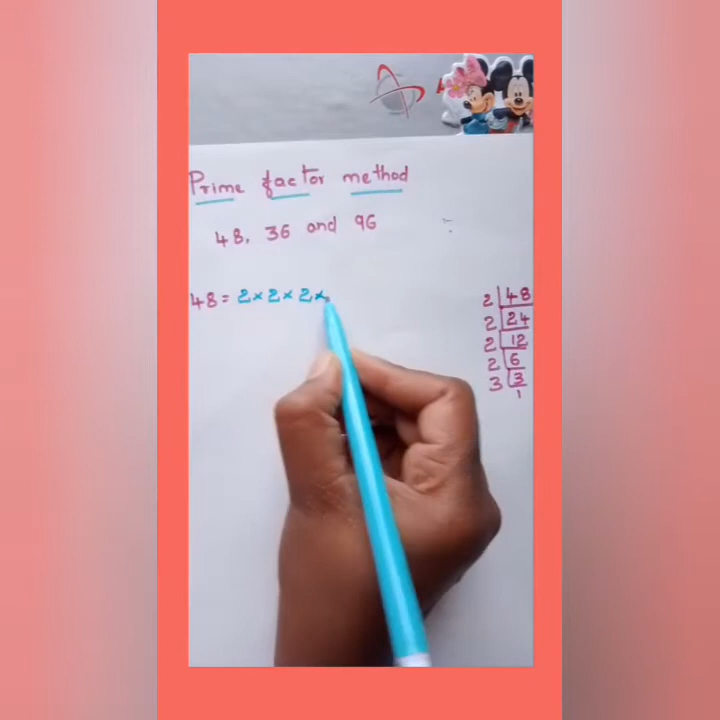 Prime factor method
48, 36 and 96
48 = 2 × 2 × 2 ×
2 | 48
2 | 24
2 | 12
2 | 6
3 | 3
1